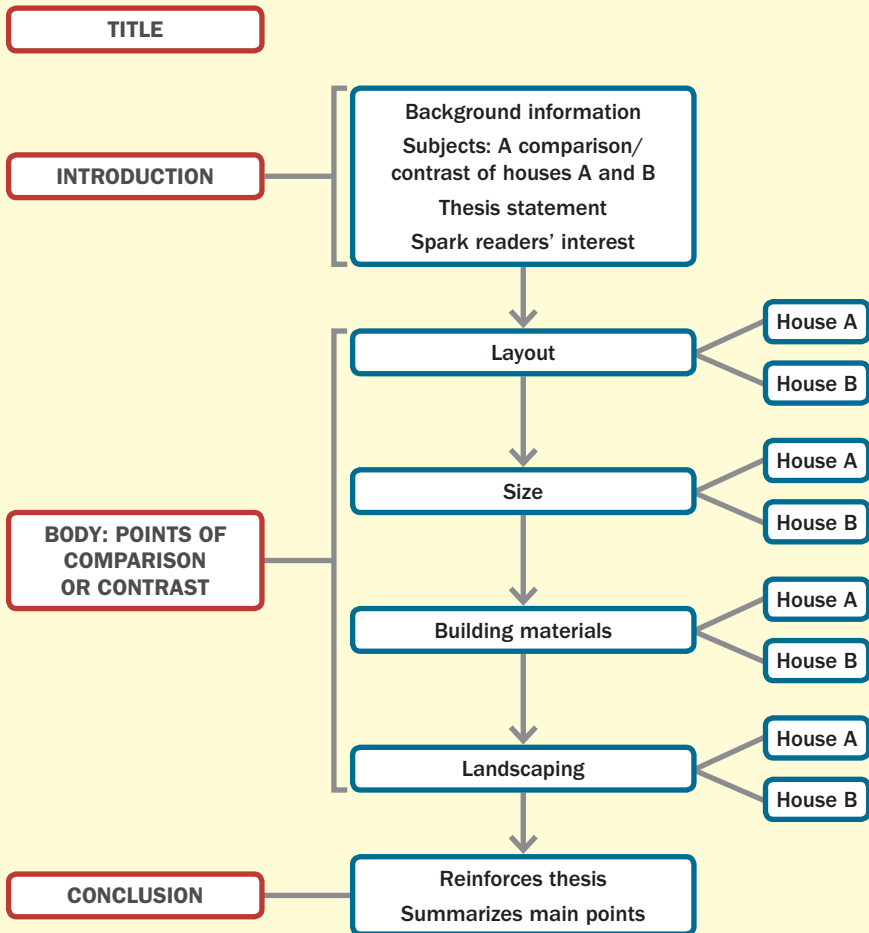 TITLE
INTRODUCTION
Background information
Subjects: A comparison/
contrast of houses A and B
Thesis statement
Spark readers’ interest
BODY: POINTS OF
COMPARISON
OR CONTRAST
Layout
House A
House B
Size
House A
House B
Building materials
House A
House B
Landscaping
House A
House B
CONCLUSION
Reinforces thesis
Summarizes main points